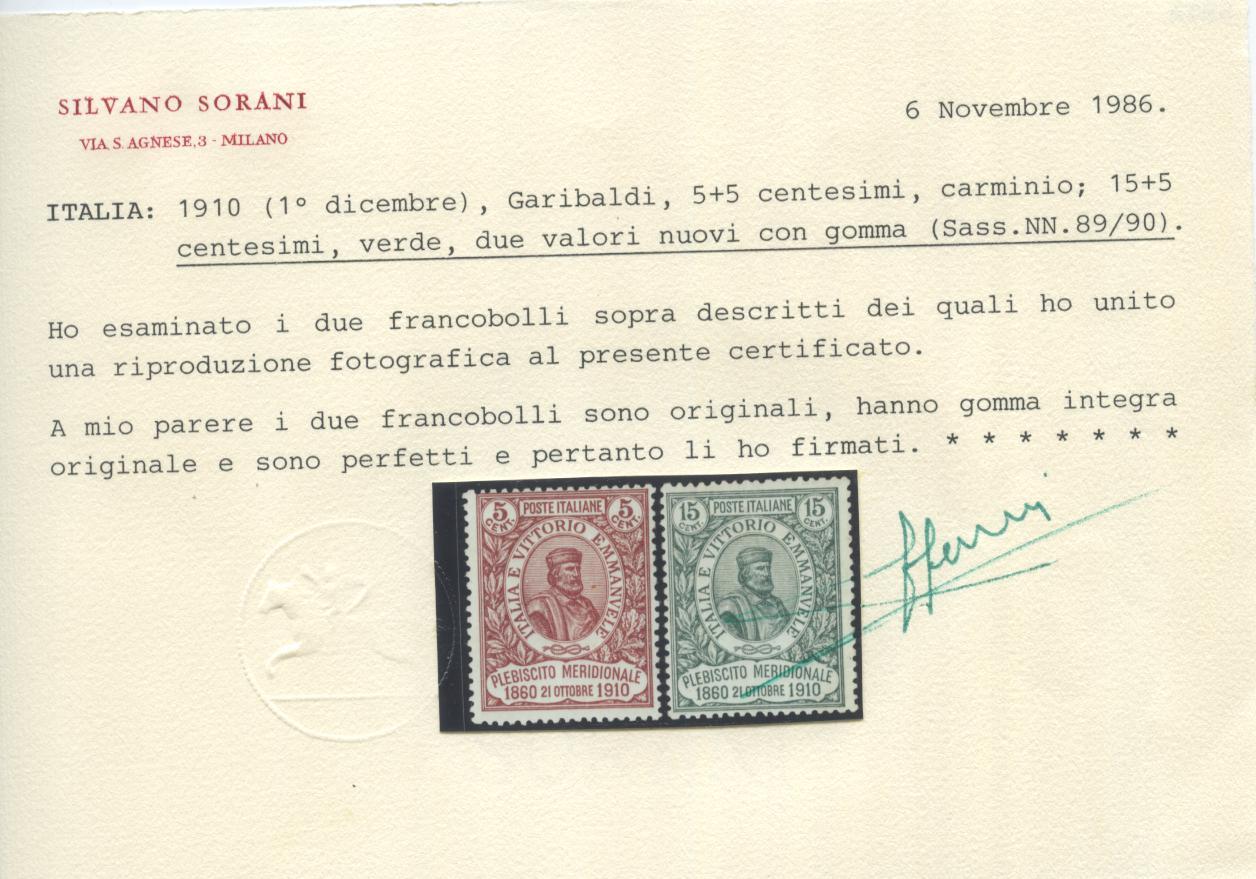 SILVANO SORANI
VIA S. AGNESE, 3 - MILANO
6 Novembre 1986.
ITALIA: 1910 (1° dicembre), Garibaldi, 5+5 centesimi, carminio; 15+5
centesimi, verde, due valori nuovi con gomma (Sass.NN.89/90).
Ho esaminato i due francobolli sopra descritti dei quali ho unito
una riproduzione fotografica al presente certificato.
A mio parere i due francobolli sono originali, hanno gomma integra
originale e sono perfetti e pertanto li ho firmati. * * * * * * *
5 CENT. POSTE ITALIANE 5 CENT.
ITALIA E VITTORIO EMMANVELE
PLEBISCITO MERIDIONALE
1860 21 OTTOBRE 1910
15 CENT. POSTE ITALIANE 15 CENT.
ITALIA E VITTORIO EMMANVELE
PLEBISCITO MERIDIONALE
1860 21 OTTOBRE 1910